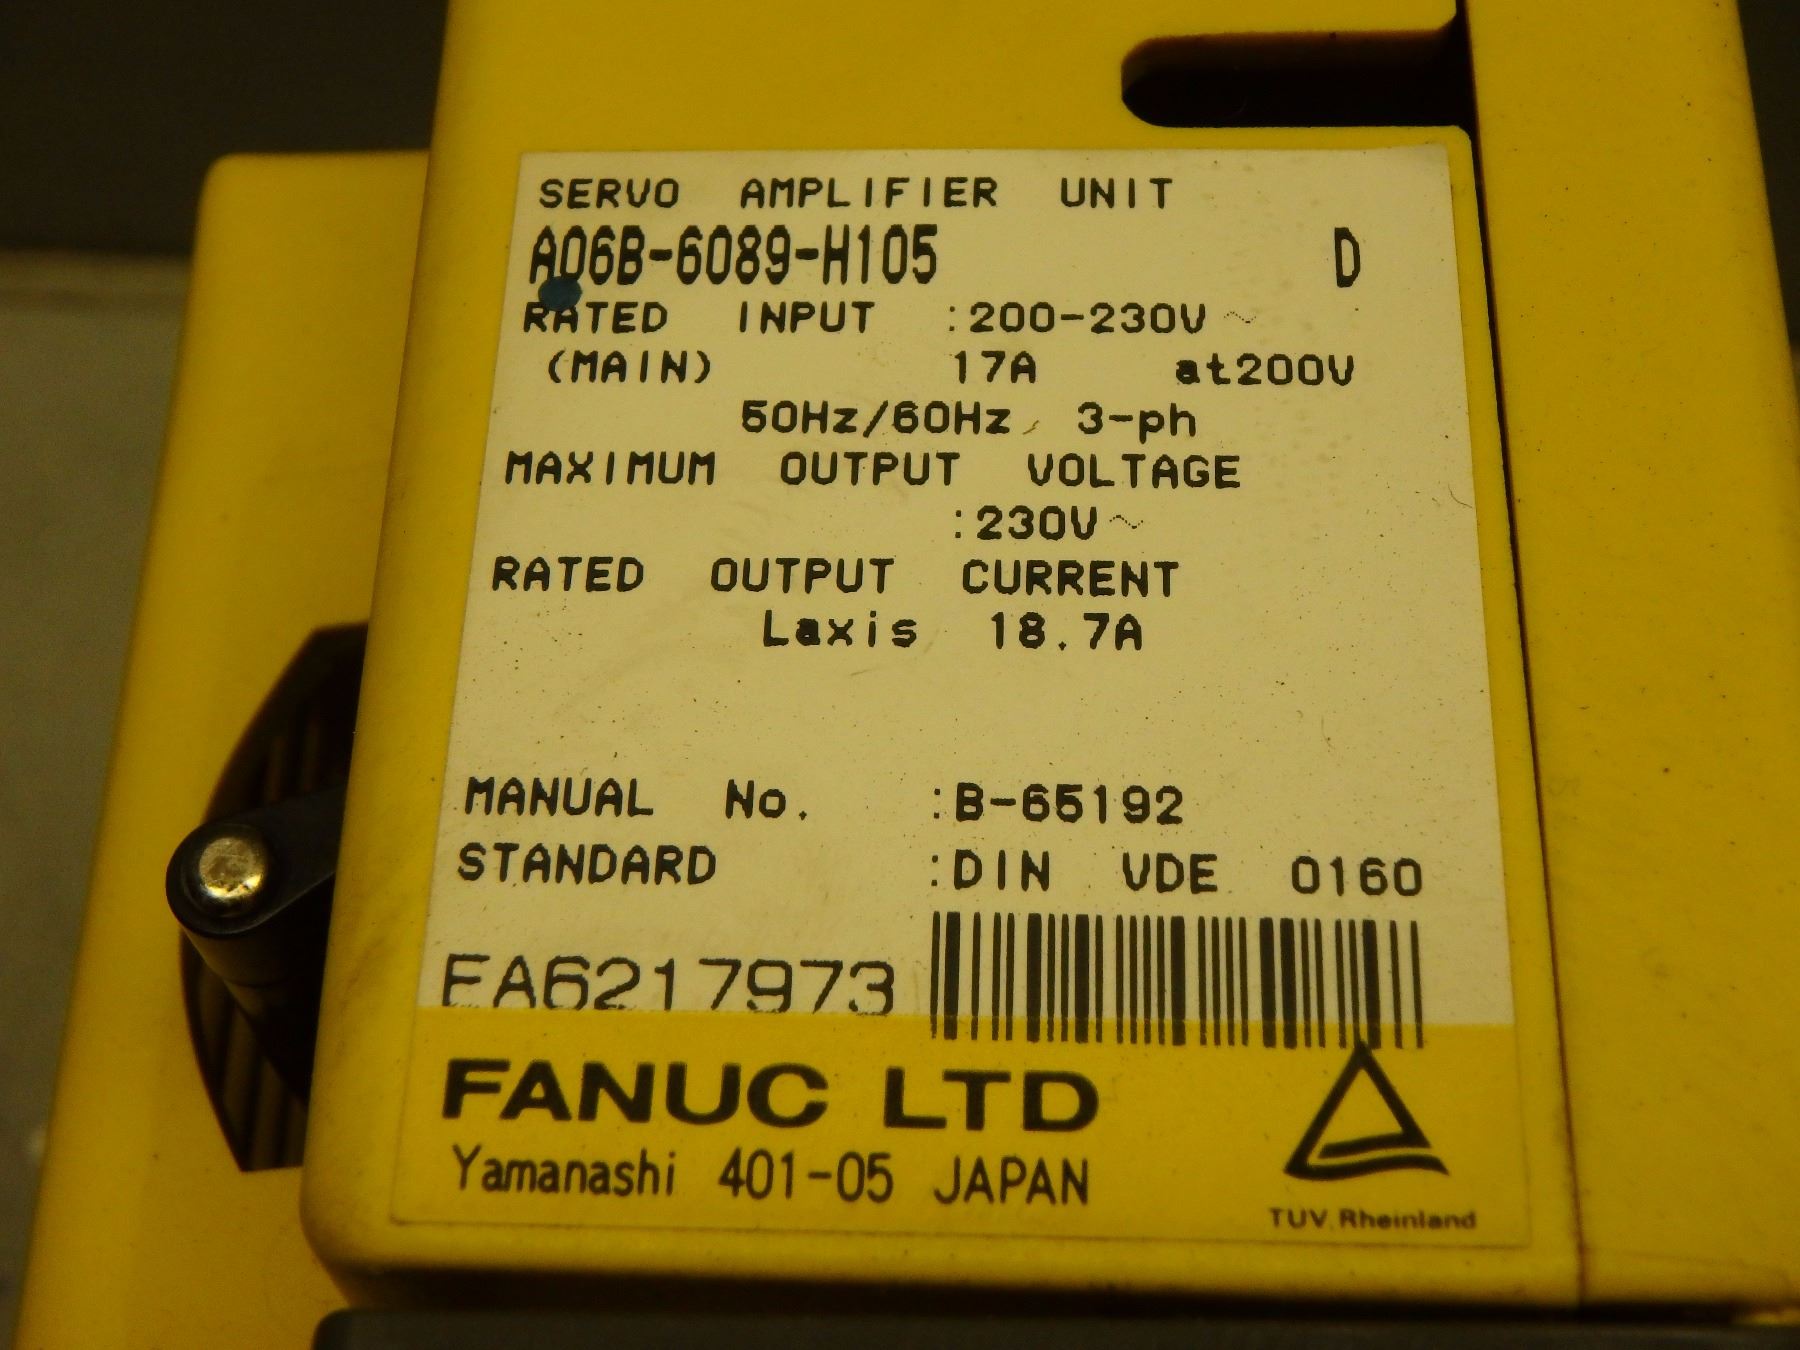 SERVO AMPLIFIER UNIT
A06B-6089-H105 D
RATED INPUT :200-230V~
(MAIN) 17A at200V
50Hz/60Hz, 3-ph
MAXIMUM OUTPUT VOLTAGE
:230V~
RATED OUTPUT CURRENT
Laxis 18.7A
MANUAL No. :B-65192
STANDARD :DIN VDE 0160
EA6217973
FANUC LTD
Yamanashi 401-05 JAPAN
TUV Rheinland